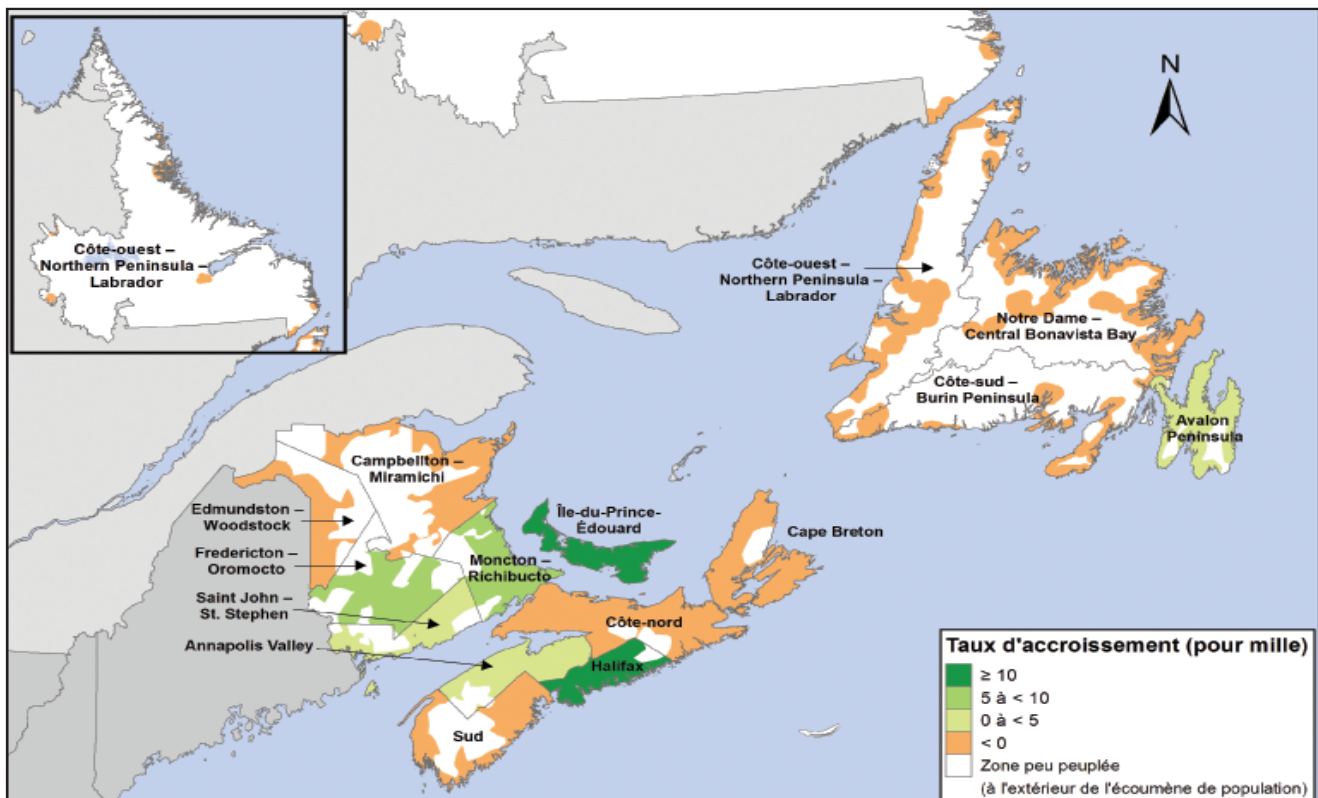 Côte-ouest –
Northern Peninsula –
Labrador
N
Côte-ouest –
Northern Peninsula –
Labrador
Notre Dame –
Central Bonavista Bay
Côte-sud –
Burin Peninsula
Avalon
Peninsula
Campbellton –
Miramichi
Edmundston –
Woodstock
Île-du-Prince-
Édouard
Cape Breton
Fredericton –
Oromocto
Moncton –
Richibucto
Saint John –
St. Stephen
Côte-nord
Annapolis Valley
Halifax
Sud
Taux d'accroissement (pour mille)
≥ 10
5 à < 10
0 à < 5
< 0
Zone peu peuplée
(à l'extérieur de l'écoumène de population)